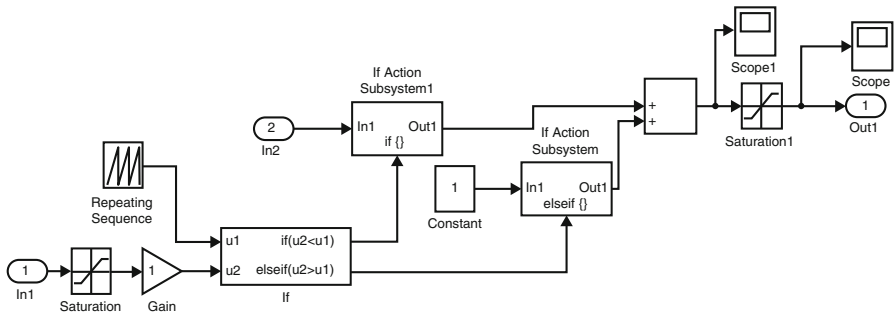 Scope1
Scope
If Action
Subsystem1
In1
Out1
if {}
2
In2
+
+
Saturation1
1
Out1
If Action
Subsystem
In1
Out1
elseif {}
1
Constant
Repeating
Sequence
u1
if(u2<u1)
u2
elseif(u2>u1)
If
1
In1
Saturation
1
Gain